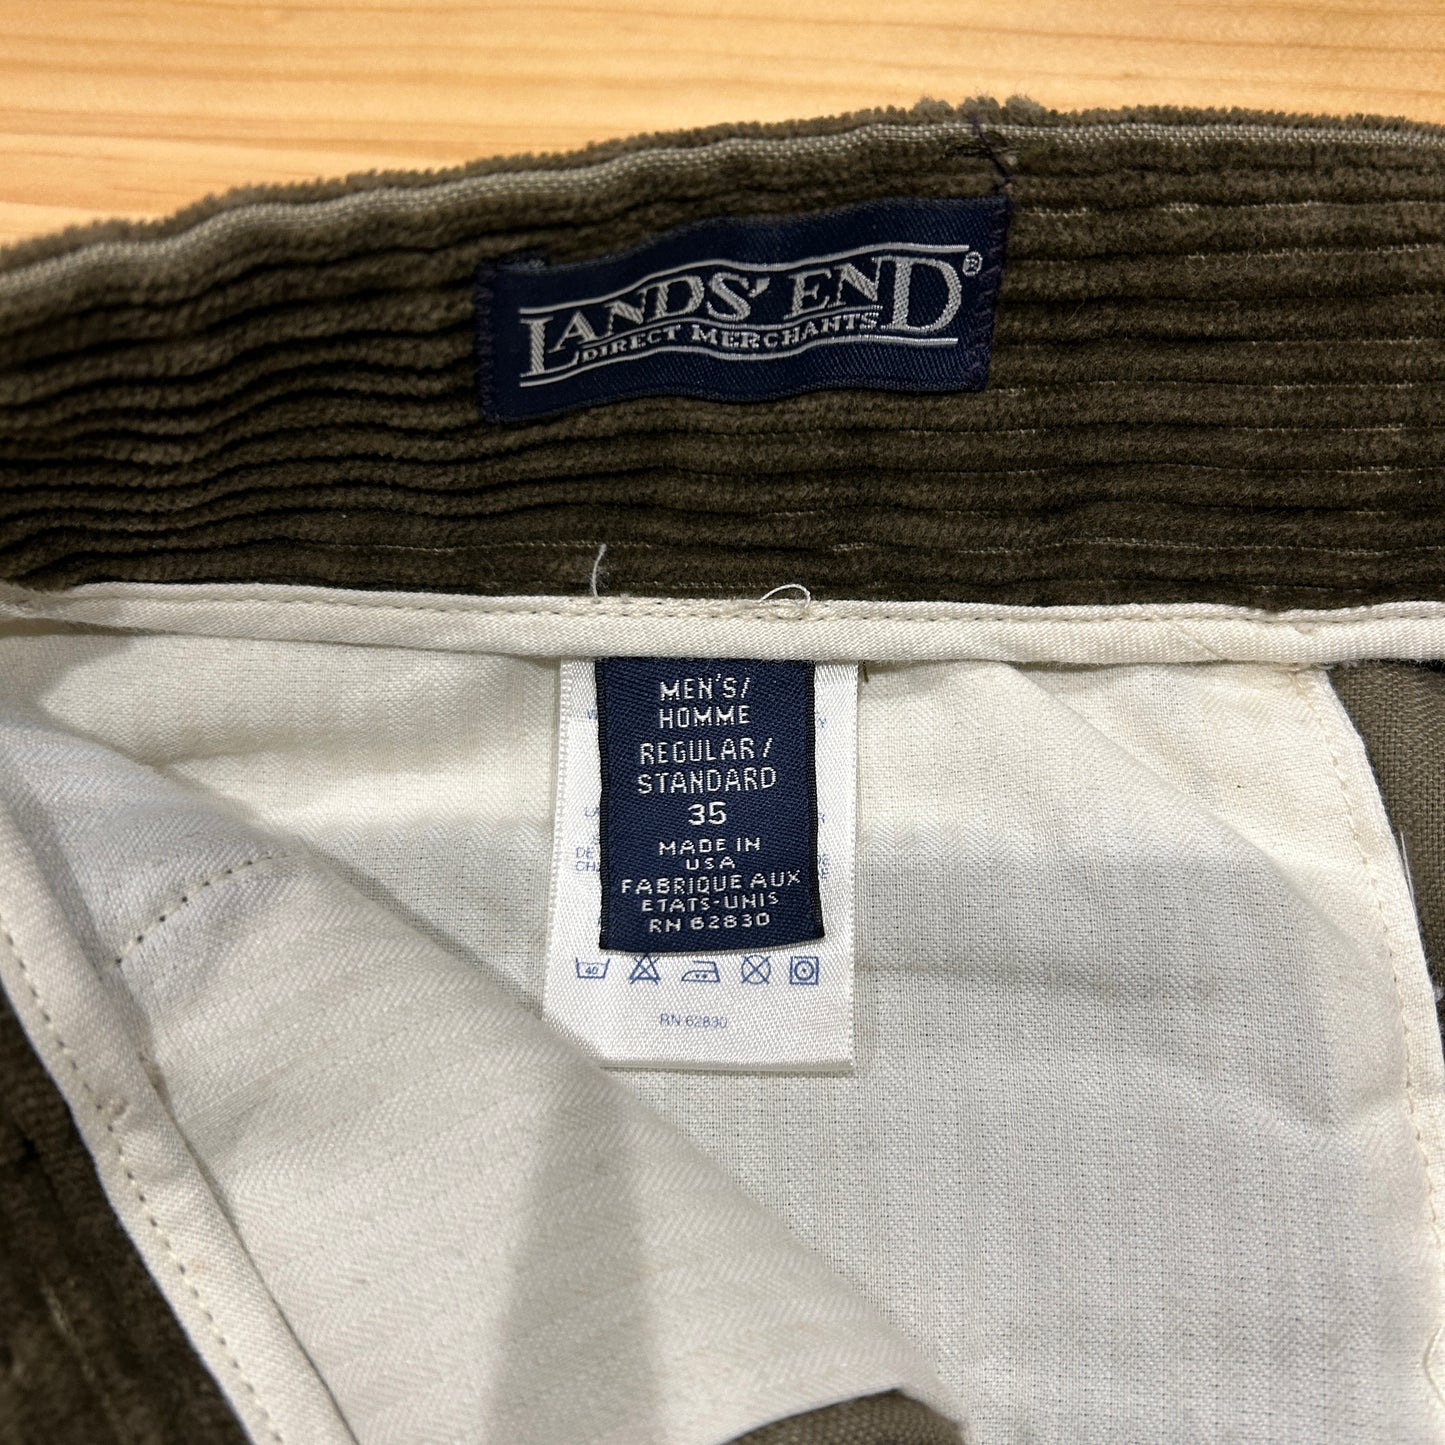 LANDS' END®
DIRECT MERCHANTS
MEN'S/
HOMME
REGULAR/
STANDARD
35
MADE IN
USA
FABRIQUE AUX
ETATS-UNIS
RN 62830
40
RN 62830